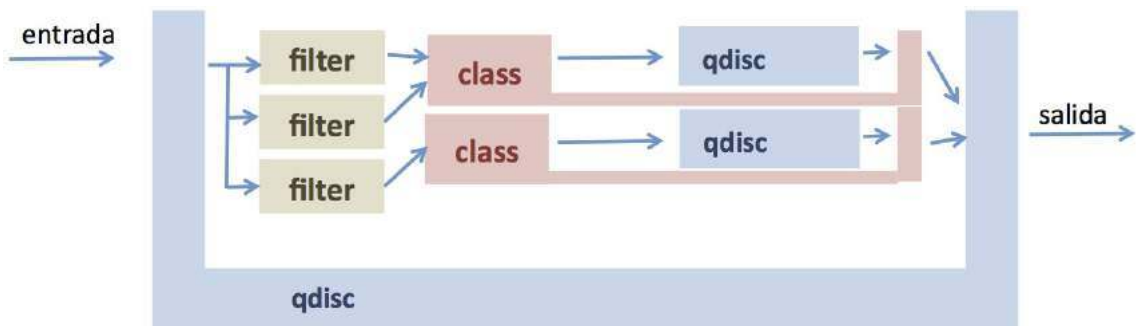 entrada
filter
class
qdisc
filter
class
qdisc
filter
salida
qdisc